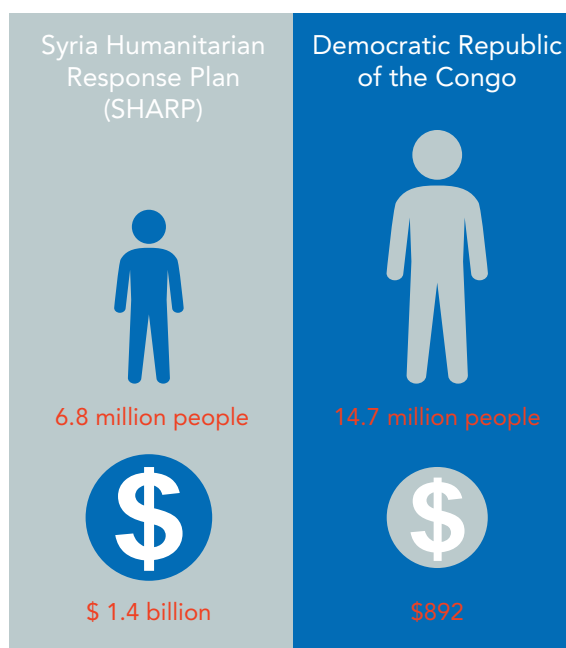 Syria Humanitarian
Response Plan
(SHARP)
Democratic Republic
of the Congo
6.8 million people
14.7 million people
$
$
$ 1.4 billion
$892